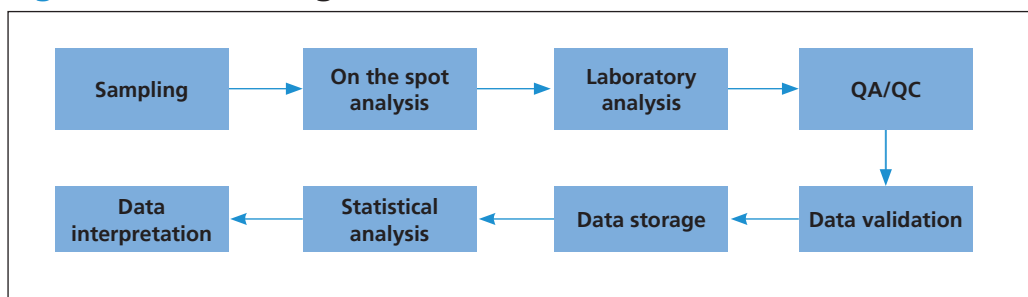 Sampling
On the spot
analysis
Laboratory
analysis
QA/QC
Data validation
Data storage
Statistical
analysis
Data
interpretation